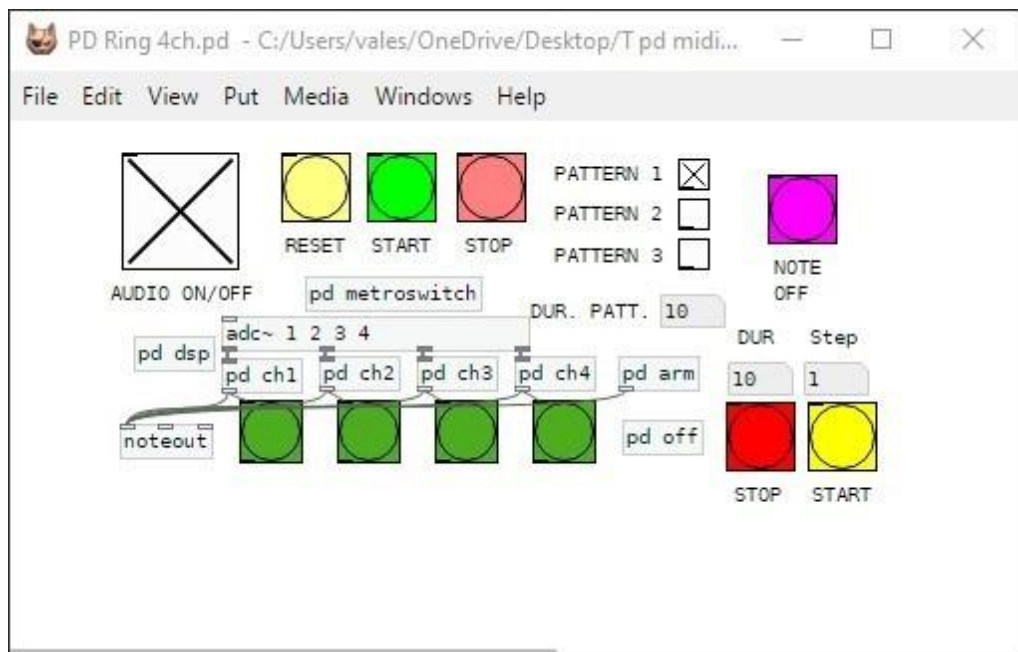 PD Ring 4ch.pd - C:/Users/vales/OneDrive/Desktop/T pd midi...
File Edit View Put Media Windows Help
RESET START STOP
PATTERN 1
PATTERN 2
PATTERN 3
NOTE
OFF
AUDIO ON/OFF
pd metroswitch
DUR. PATT. 10
adc~ 1 2 3 4
pd dsp
pd ch1 pd ch2 pd ch3 pd ch4 pd arm
DUR Step
10 1
noteout
pd off
STOP START